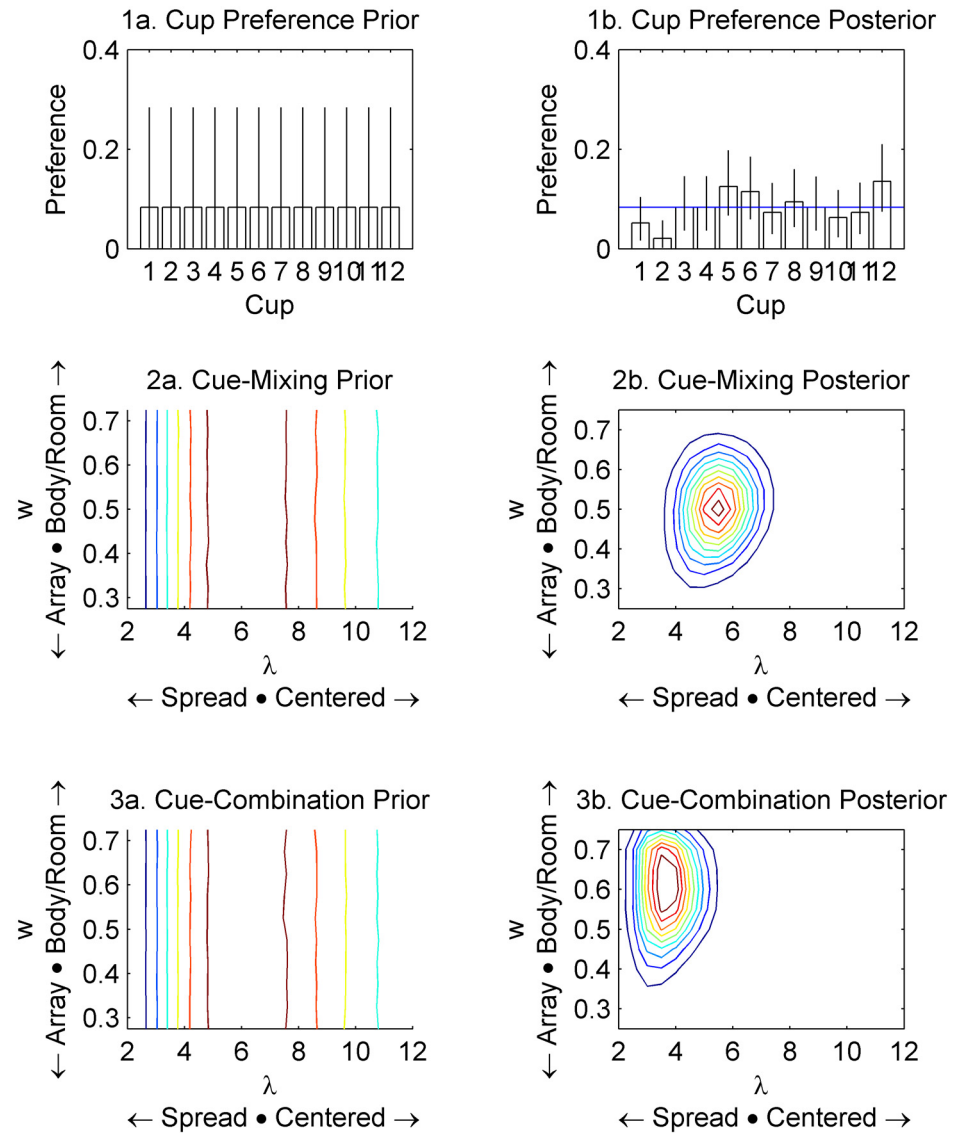 1a. Cup Preference Prior
0.4
0.2
0
Preference
1 2 3 4 5 6 7 8 9 10 11 12
Cup
1b. Cup Preference Posterior
0.4
0.2
0
Preference
1 2 3 4 5 6 7 8 9 10 11 12
Cup
2a. Cue-Mixing Prior
0.7
0.6
0.5
0.4
0.3
w
← Array • Body/Room →
2 4 6 8 10 12
λ
← Spread • Centered →
2b. Cue-Mixing Posterior
0.7
0.6
0.5
0.4
0.3
w
← Array • Body/Room →
2 4 6 8 10 12
λ
← Spread • Centered →
3a. Cue-Combination Prior
0.7
0.6
0.5
0.4
0.3
w
← Array • Body/Room →
2 4 6 8 10 12
λ
← Spread • Centered →
3b. Cue-Combination Posterior
0.7
0.6
0.5
0.4
0.3
w
← Array • Body/Room →
2 4 6 8 10 12
λ
← Spread • Centered →